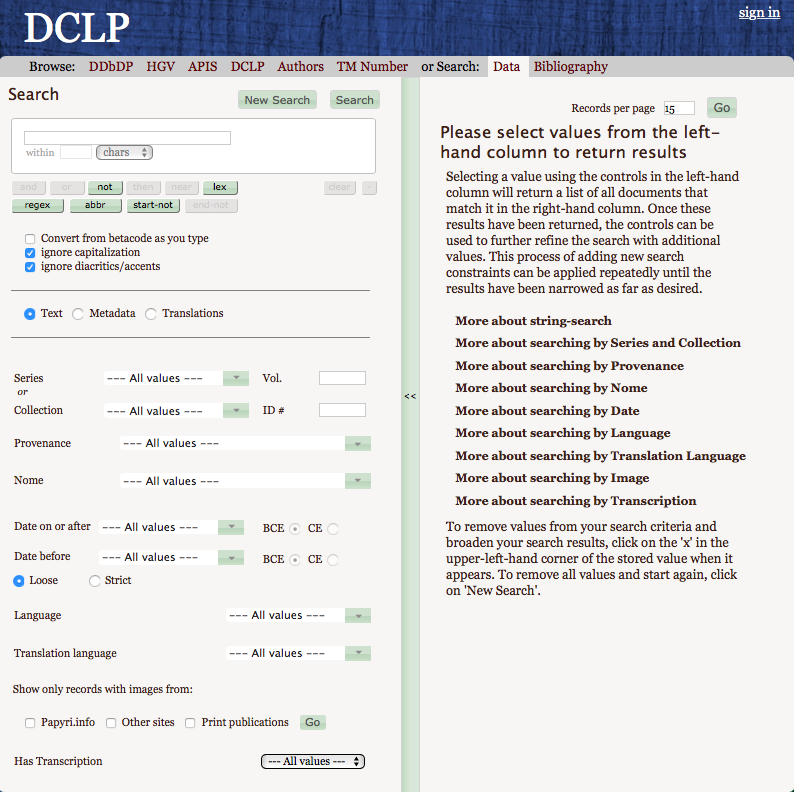 DCLP
sign in
Browse: DDbDP HGV APIS DCLP Authors TM Number or Search: Data Bibliography
Search
New Search Search
within chars
and or not then near lex clear -
regex abbr start-not end-not
Convert from betacode as you type
ignore capitalization
ignore diacritics/accents
Text Metadata Translations
Series --- All values --- Vol.
or
Collection --- All values --- ID #
Provenance --- All values ---
Nome --- All values ---
Date on or after --- All values --- BCE CE
Date before --- All values --- BCE CE
Loose Strict
Language --- All values ---
Translation language --- All values ---
Show only records with images from:
Papyri.info Other sites Print publications Go
Has Transcription --- All values ---
<<
Records per page 15 Go
Please select values from the left-
hand column to return results
Selecting a value using the controls in the left-hand
column will return a list of all documents that
match it in the right-hand column. Once these
results have been returned, the controls can be
used to further refine the search with additional
values. This process of adding new search
constraints can be applied repeatedly until the
results have been narrowed as far as desired.
More about string-search
More about searching by Series and Collection
More about searching by Provenance
More about searching by Nome
More about searching by Date
More about searching by Language
More about searching by Translation Language
More about searching by Image
More about searching by Transcription
To remove values from your search criteria and
broaden your search results, click on the 'x' in the
upper-left-hand corner of the stored value when it
appears. To remove all values and start again, click
on 'New Search'.